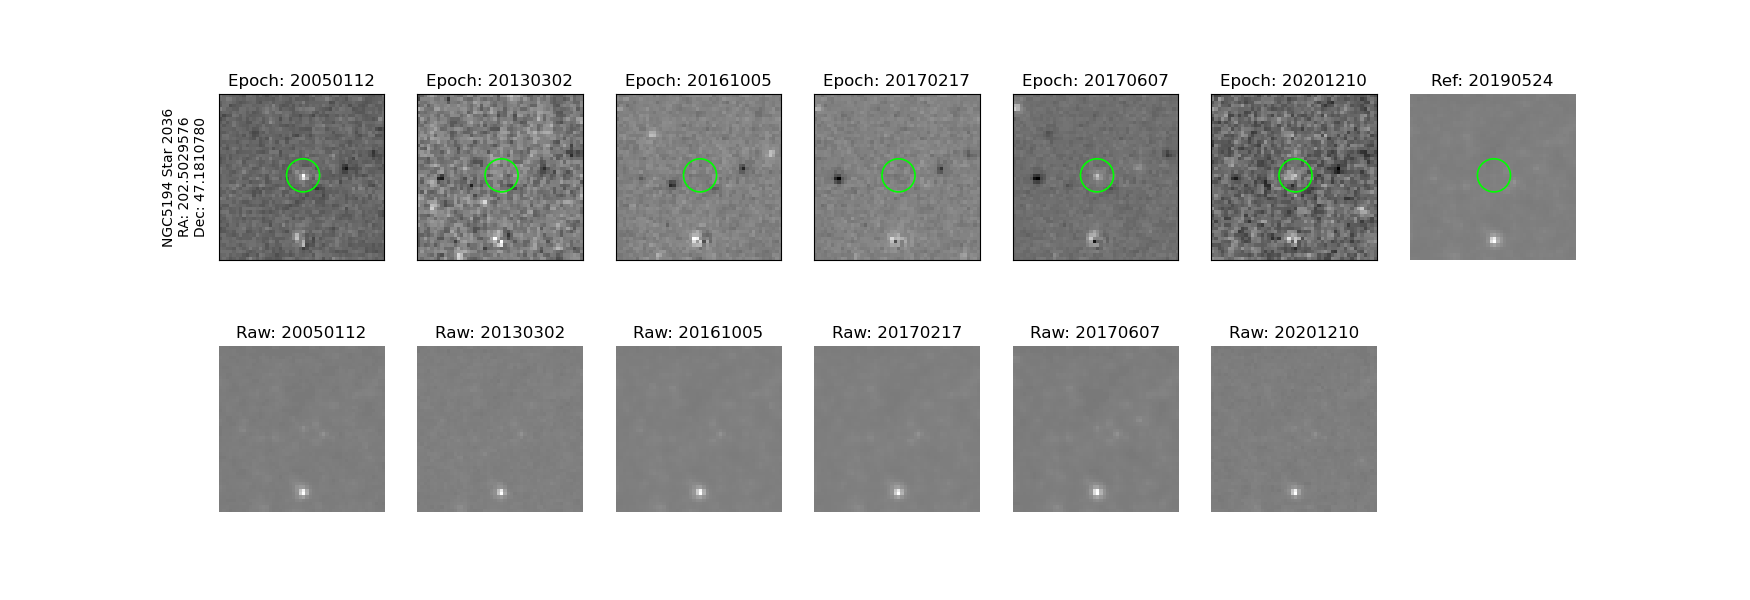 Epoch: 20050112
Epoch: 20130302
Epoch: 20161005
Epoch: 20170217
Epoch: 20170607
Epoch: 20201210
Ref: 20190524
NGC5194 Star 2036
RA: 202.5029576
Dec: 47.1810780
Raw: 20050112
Raw: 20130302
Raw: 20161005
Raw: 20170217
Raw: 20170607
Raw: 20201210